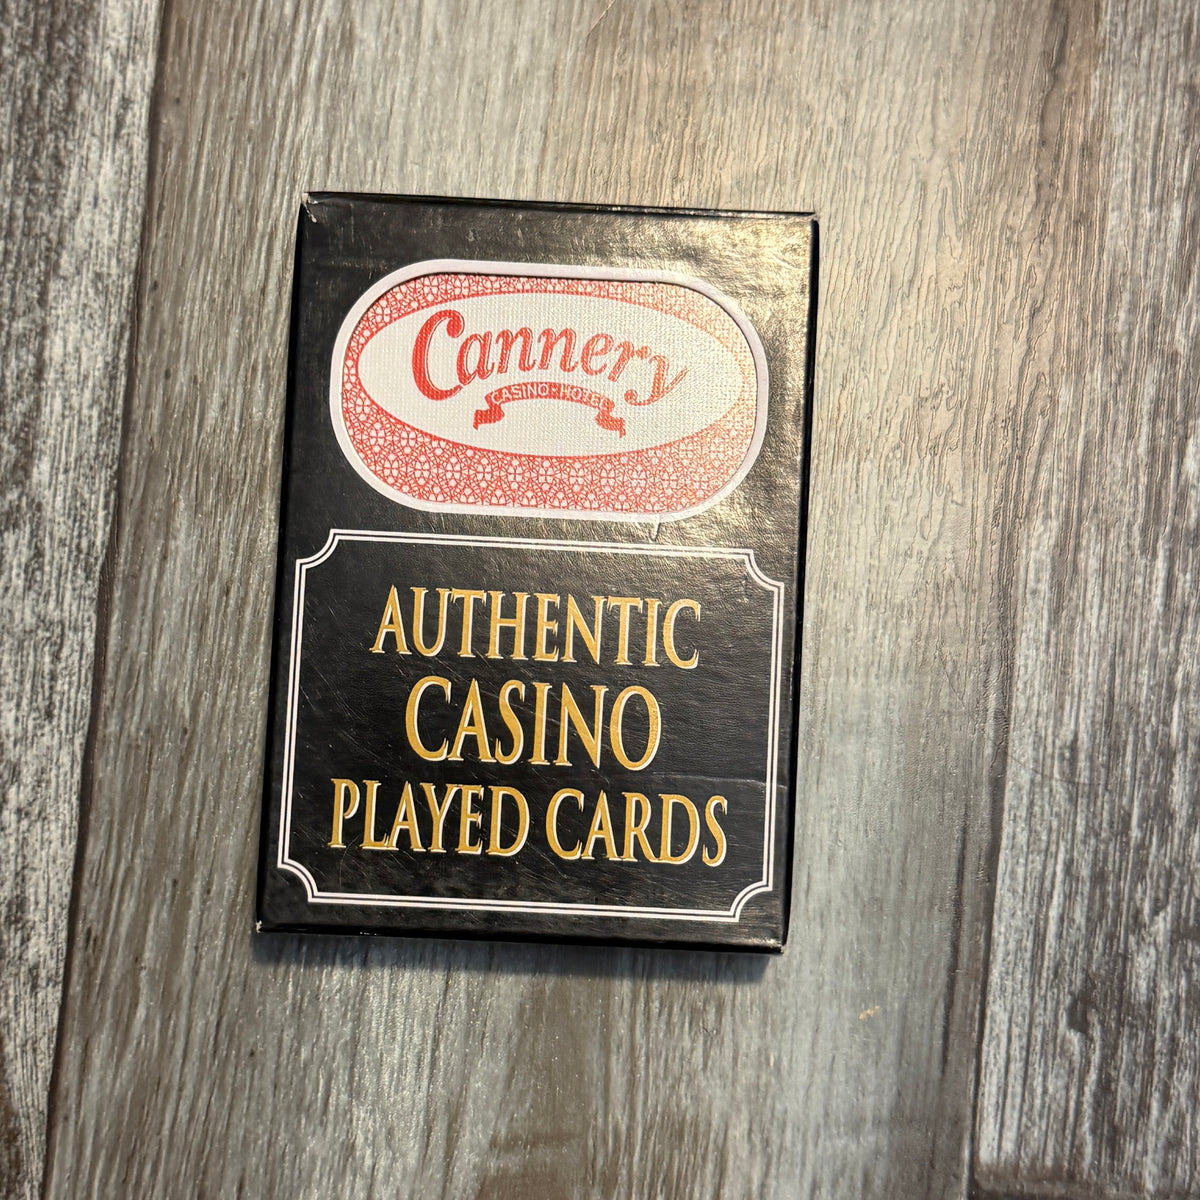 Cannery
CASINO • HOTEL
AUTHENTIC
CASINO
PLAYED CARDS